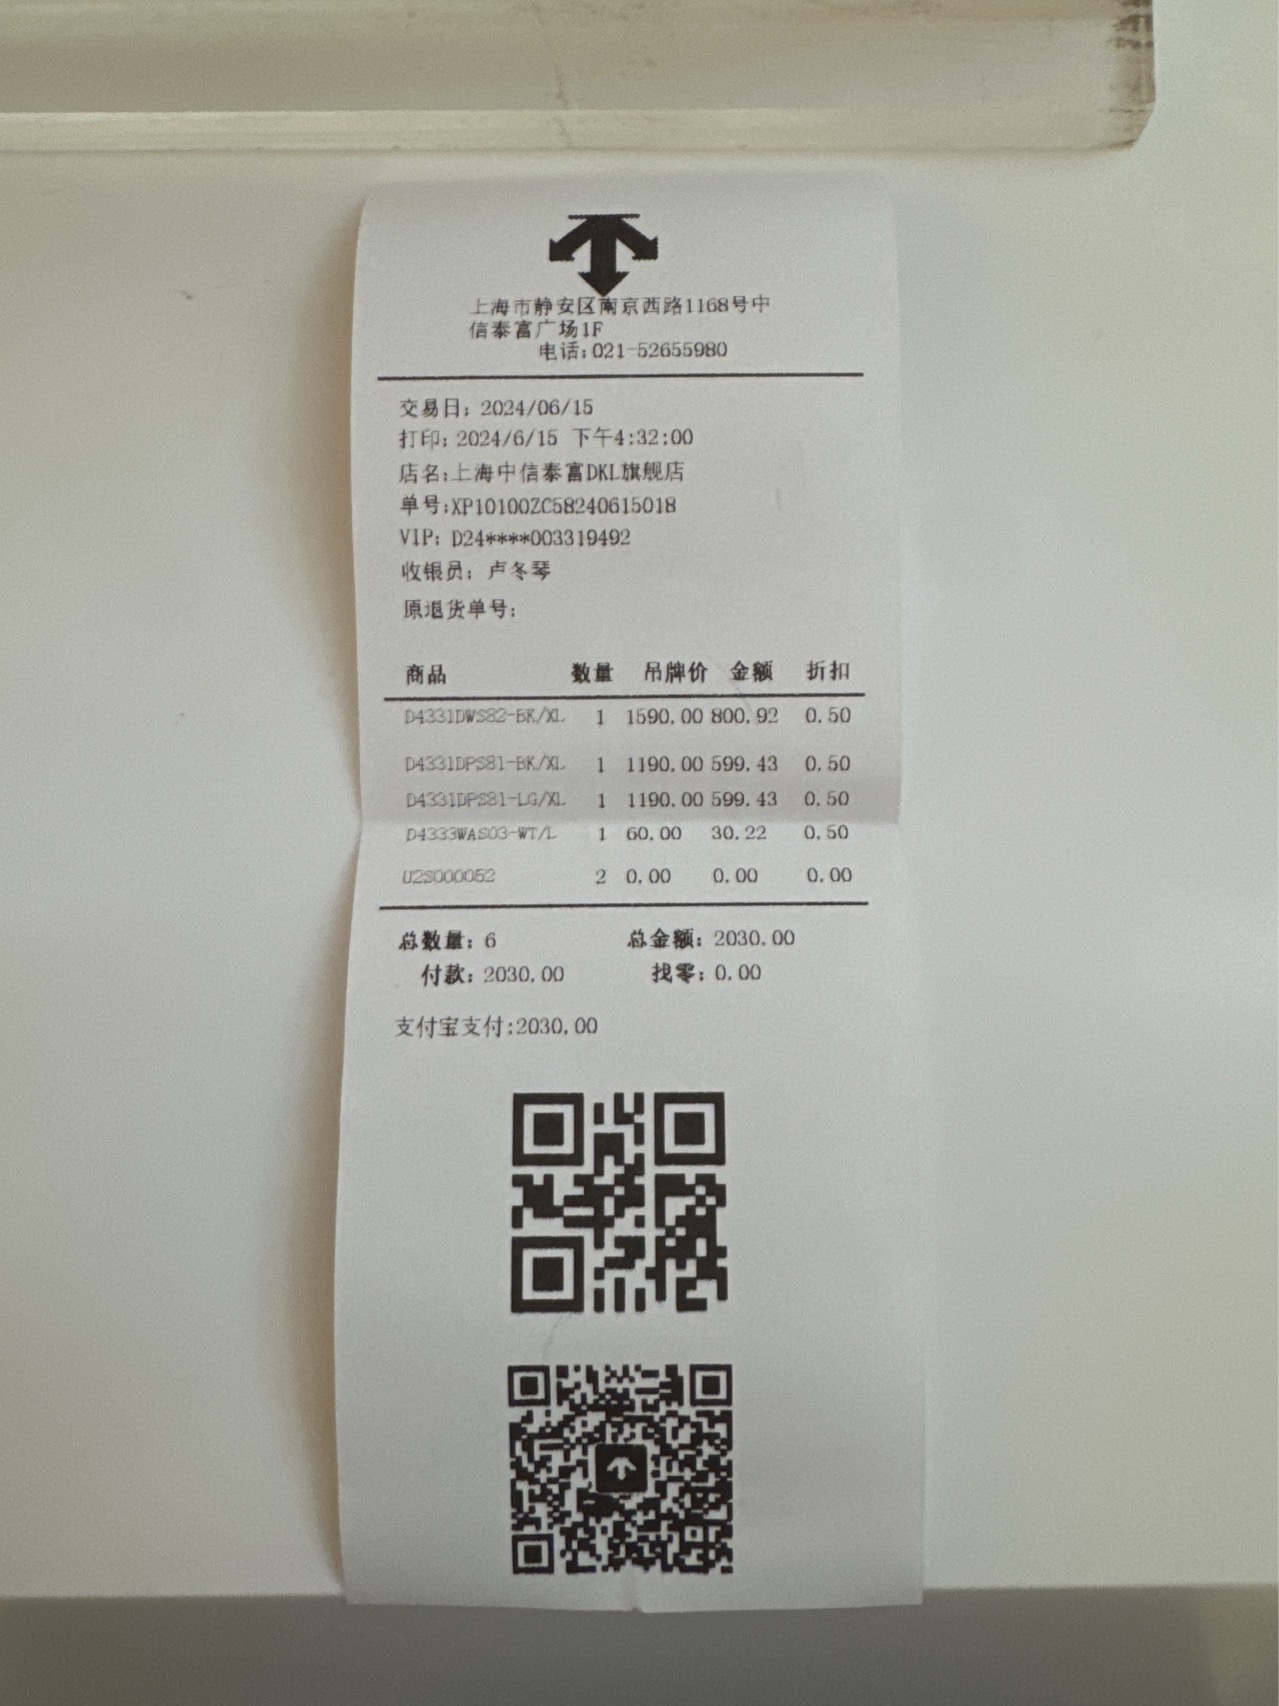 上海市静安区南京西路1168号中
信泰富广场1F
电话:021-52655980
交易日: 2024/06/15
打印: 2024/6/15 下午4:32:00
店名:上海中信泰富DKL旗舰店
单号:XP10100ZC58240615018
VIP: D24****003319492
收银员: 卢冬琴
原退货单号:
商品 数量 吊牌价 金额 折扣
D4331DWS82-BK/XL 1 1590.00 800.92 0.50
D4331DPS81-BK/XL 1 1190.00 599.43 0.50
D4331DPS81-LG/XL 1 1190.00 599.43 0.50
D4333WAS03-WT/L 1 60.00 30.22 0.50
U2S000052 2 0.00 0.00 0.00
总数量: 6 总金额: 2030.00
付款: 2030.00 找零: 0.00
支付宝支付:2030.00